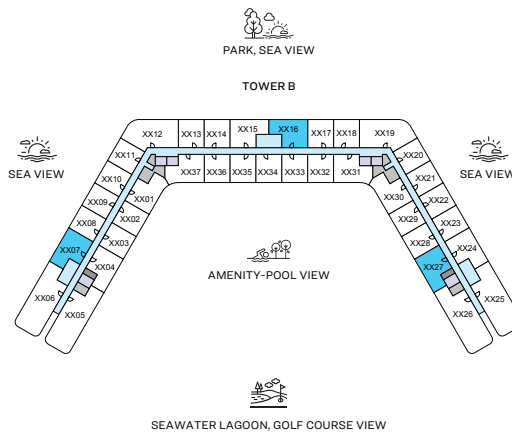 PARK, SEA VIEW
TOWER B
XX15 XX16
XX12 XX13 XX14 XX17 XX18 XX19
SEA VIEW
SEA VIEW
XX11 XX20
XX37 XX36 XX35 XX34 XX33 XX32 XX31
XX10 XX21
XX01 XX30
XX09 XX22
XX02 XX29
XX08 XX23
XX03 XX28
XX07 XX24
XX04 XX27
AMENITY-POOL VIEW
XX06 XX25
XX05 XX26
SEAWATER LAGOON, GOLF COURSE VIEW